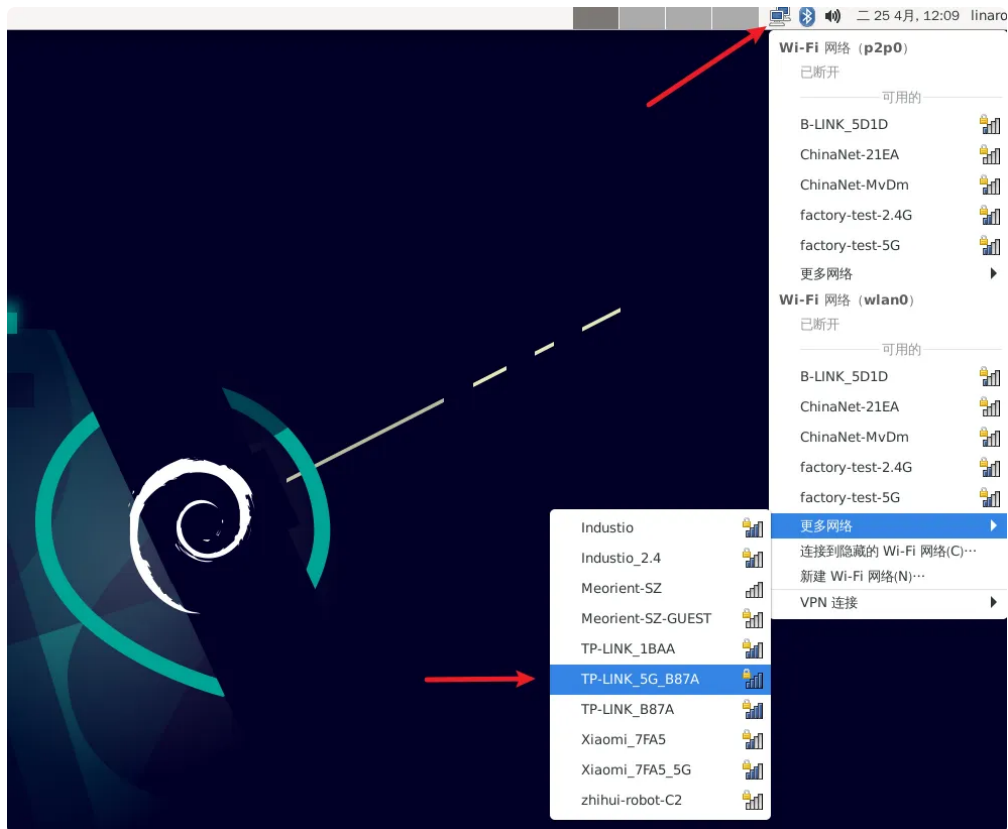 二 25 4月, 12:09 linaro
Wi-Fi 网络（p2p0）
已断开
可用的
B-LINK_5D1D
ChinaNet-21EA
ChinaNet-MvDm
factory-test-2.4G
factory-test-5G
更多网络
Wi-Fi 网络（wlan0）
已断开
可用的
B-LINK_5D1D
ChinaNet-21EA
ChinaNet-MvDm
factory-test-2.4G
factory-test-5G
更多网络
连接到隐藏的 Wi-Fi 网络(C)…
新建 Wi-Fi 网络(N)…
VPN 连接
Industio
Industio_2.4
Meorient-SZ
Meorient-SZ-GUEST
TP-LINK_1BAA
TP-LINK_5G_B87A
TP-LINK_B87A
Xiaomi_7FA5
Xiaomi_7FA5_5G
zhihui-robot-C2